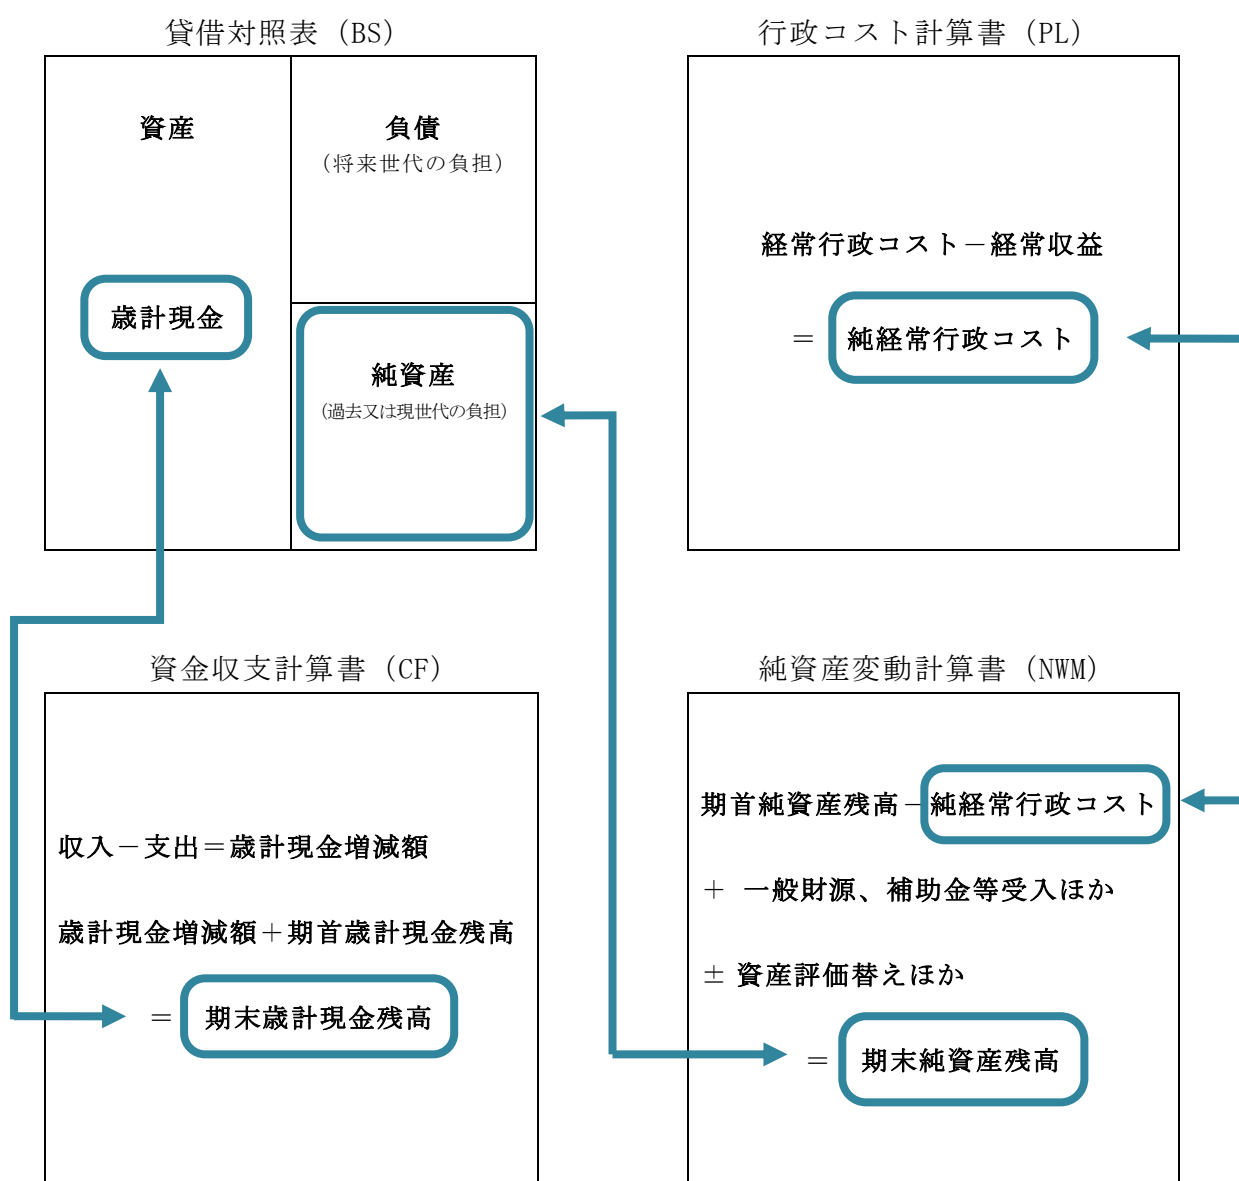 貸借対照表（BS）
資産
負債
（将来世代の負担）
歳計現金
純資産
（過去又は現世代の負担）
行政コスト計算書（PL）
経常行政コスト－経常収益
＝ 純経常行政コスト
資金収支計算書（CF）
収入－支出＝歳計現金増減額
歳計現金増減額＋期首歳計現金残高
＝ 期末歳計現金残高
純資産変動計算書（NWM）
期首純資産残高－純経常行政コスト
＋ 一般財源、補助金等受入ほか
± 資産評価替えほか
＝ 期末純資産残高